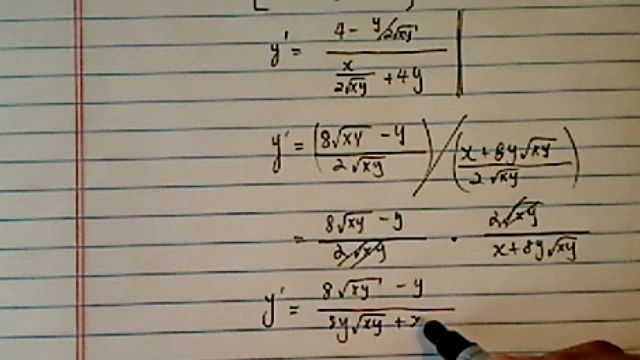 y' = (4 - y/2√xy) / (x/2√xy + 4y)
y' = ((8√xy - y)/(2√xy)) / ((x + 8y√xy)/(2√xy))
= (8√xy - y)/(2√xy) · (2√xy)/(x + 8y√xy)
y' = (8√xy - y)/(8y√xy + x